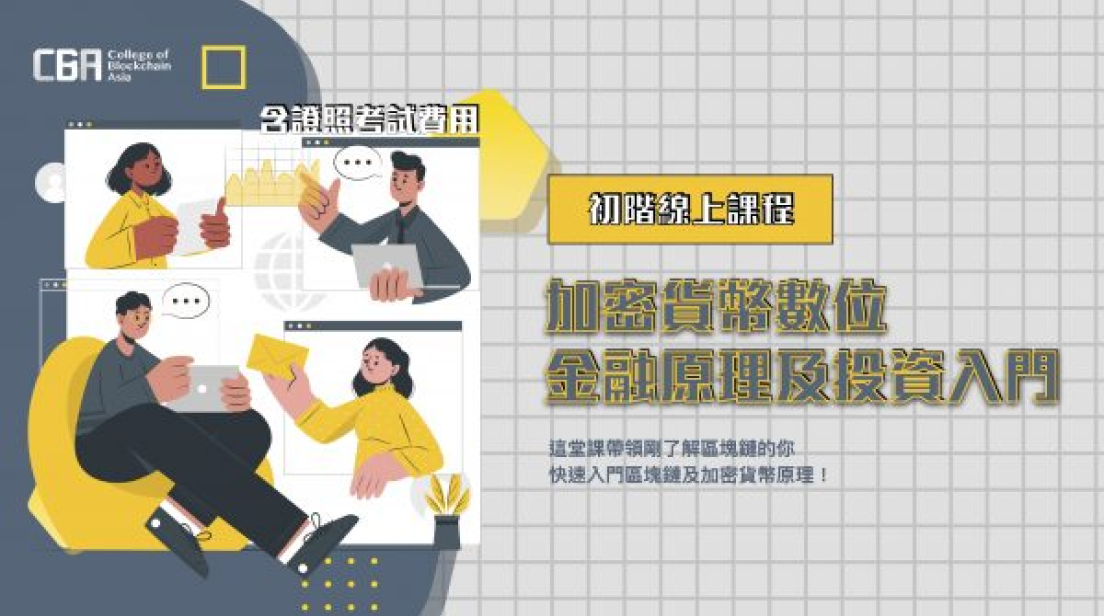 CBA
College of
Blockchain
Asia
含證照考試費用
初階線上課程
加密貨幣數位
金融原理及投資入門
這堂課帶領剛了解區塊鏈的你
快速入門區塊鏈及加密貨幣原理！